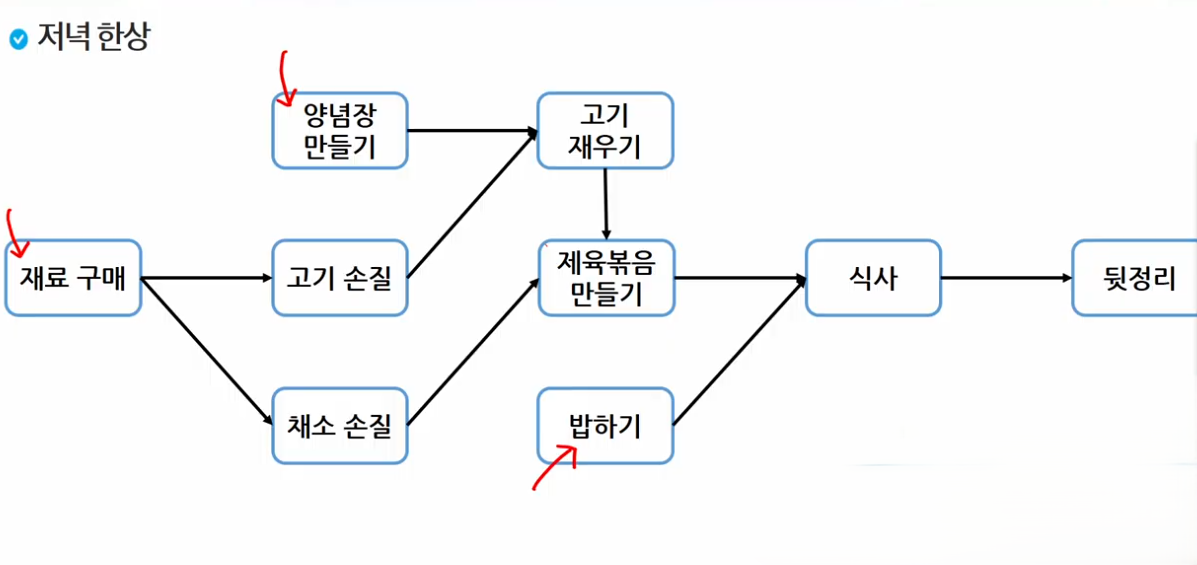 저녁 한상
양념장
만들기
고기
재우기
재료 구매
고기 손질
제육볶음
만들기
식사
뒷정리
채소 손질
밥하기